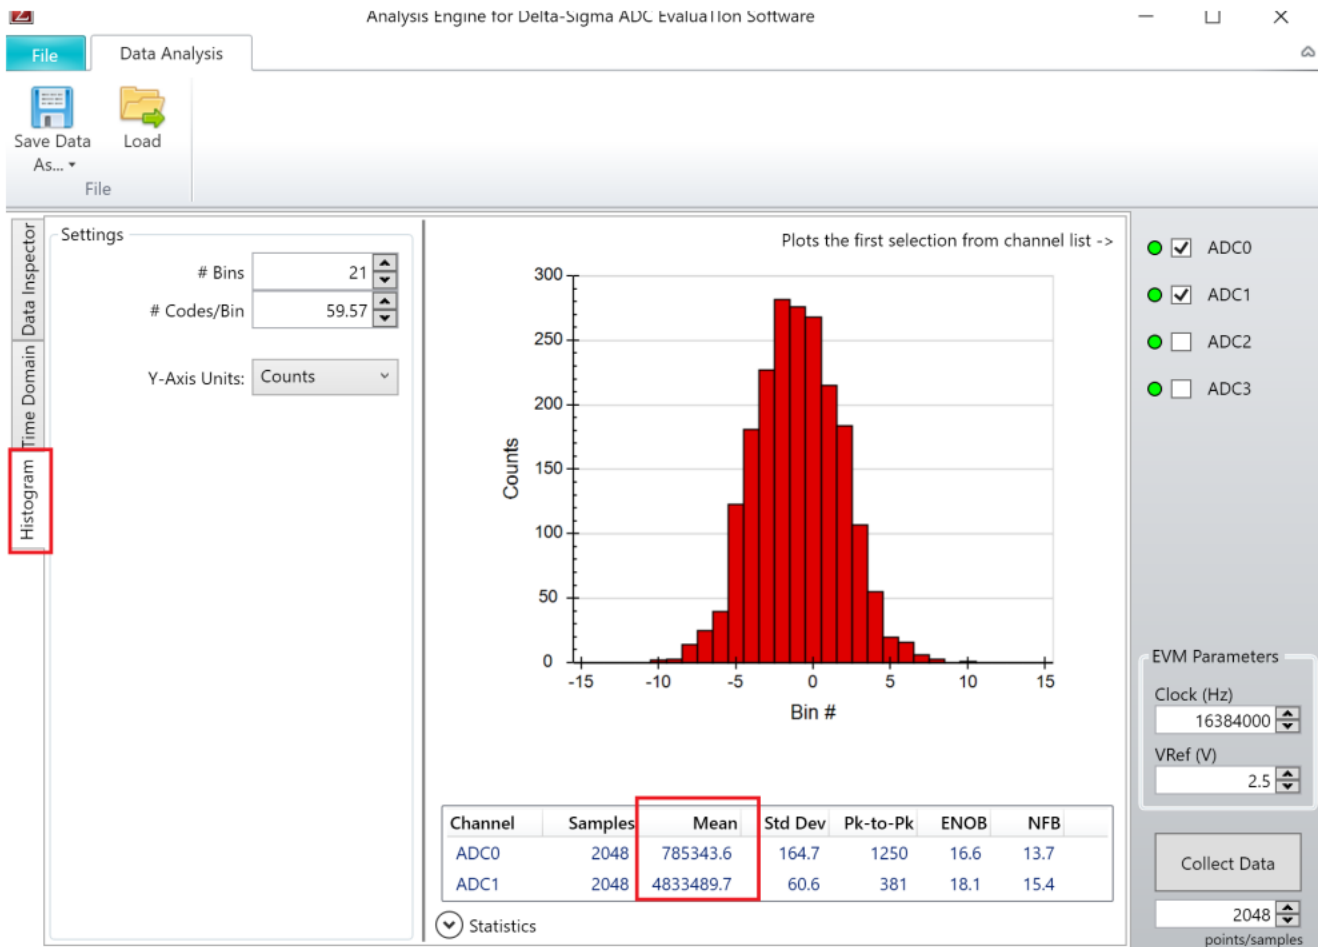 Analysis Engine for Delta-Sigma ADC EvaluaTIon Software
File
Data Analysis
Save Data
As...
Load
File
Data Inspector
Time Domain
Histogram
Settings
# Bins 21
# Codes/Bin 59.57
Y-Axis Units: Counts
Plots the first selection from channel list ->
300
250
200
150
100
50
0
Counts
-15 -10 -5 0 5 10 15
Bin #
Channel Samples Mean Std Dev Pk-to-Pk ENOB NFB
ADC0 2048 785343.6 164.7 1250 16.6 13.7
ADC1 2048 4833489.7 60.6 381 18.1 15.4
Statistics
ADC0
ADC1
ADC2
ADC3
EVM Parameters
Clock (Hz)
16384000
VRef (V)
2.5
Collect Data
2048
points/samples